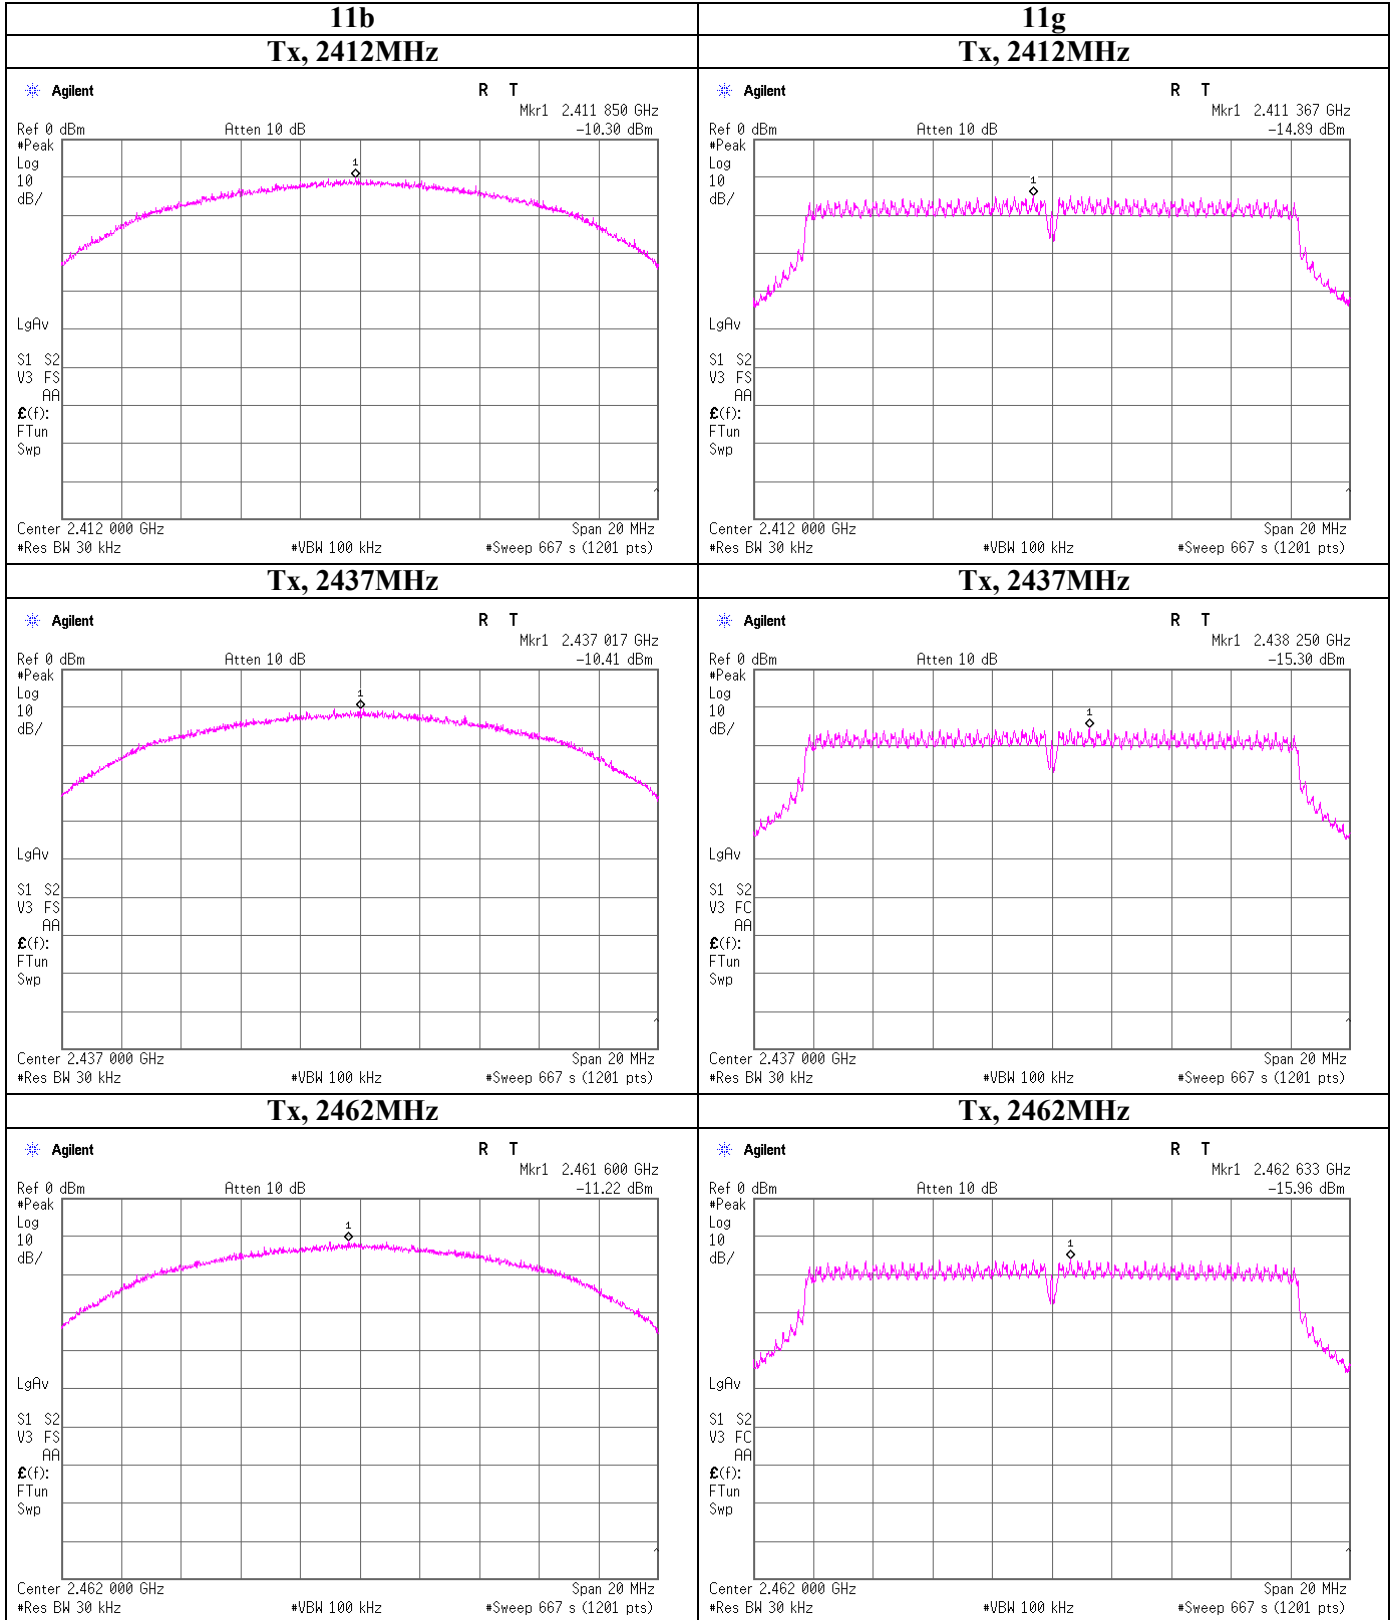 11b 11g
Tx, 2412MHz Tx, 2412MHz
Agilent R T
Mkr1 2.411 850 GHz
Ref 0 dBm Atten 10 dB -10.30 dBm
#Peak
Log
10
dB/
1
LgAv
S1 S2
V3 FS
AA
£(f):
FTun
Swp
Center 2.412 000 GHz Span 20 MHz
#Res BW 30 kHz #VBW 100 kHz #Sweep 667 s (1201 pts)
Agilent R T
Mkr1 2.411 367 GHz
Ref 0 dBm Atten 10 dB -14.89 dBm
#Peak
Log
10
dB/
1
LgAv
S1 S2
V3 FS
AA
£(f):
FTun
Swp
Center 2.412 000 GHz Span 20 MHz
#Res BW 30 kHz #VBW 100 kHz #Sweep 667 s (1201 pts)
Tx, 2437MHz Tx, 2437MHz
Agilent R T
Mkr1 2.437 017 GHz
Ref 0 dBm Atten 10 dB -10.41 dBm
#Peak
Log
10
dB/
1
LgAv
S1 S2
V3 FS
AA
£(f):
FTun
Swp
Center 2.437 000 GHz Span 20 MHz
#Res BW 30 kHz #VBW 100 kHz #Sweep 667 s (1201 pts)
Agilent R T
Mkr1 2.438 250 GHz
Ref 0 dBm Atten 10 dB -15.30 dBm
#Peak
Log
10
dB/
1
LgAv
S1 S2
V3 FC
AA
£(f):
FTun
Swp
Center 2.437 000 GHz Span 20 MHz
#Res BW 30 kHz #VBW 100 kHz #Sweep 667 s (1201 pts)
Tx, 2462MHz Tx, 2462MHz
Agilent R T
Mkr1 2.461 600 GHz
Ref 0 dBm Atten 10 dB -11.22 dBm
#Peak
Log
10
dB/
1
LgAv
S1 S2
V3 FS
AA
£(f):
FTun
Swp
Center 2.462 000 GHz Span 20 MHz
#Res BW 30 kHz #VBW 100 kHz #Sweep 667 s (1201 pts)
Agilent R T
Mkr1 2.462 633 GHz
Ref 0 dBm Atten 10 dB -15.96 dBm
#Peak
Log
10
dB/
1
LgAv
S1 S2
V3 FC
AA
£(f):
FTun
Swp
Center 2.462 000 GHz Span 20 MHz
#Res BW 30 kHz #VBW 100 kHz #Sweep 667 s (1201 pts)